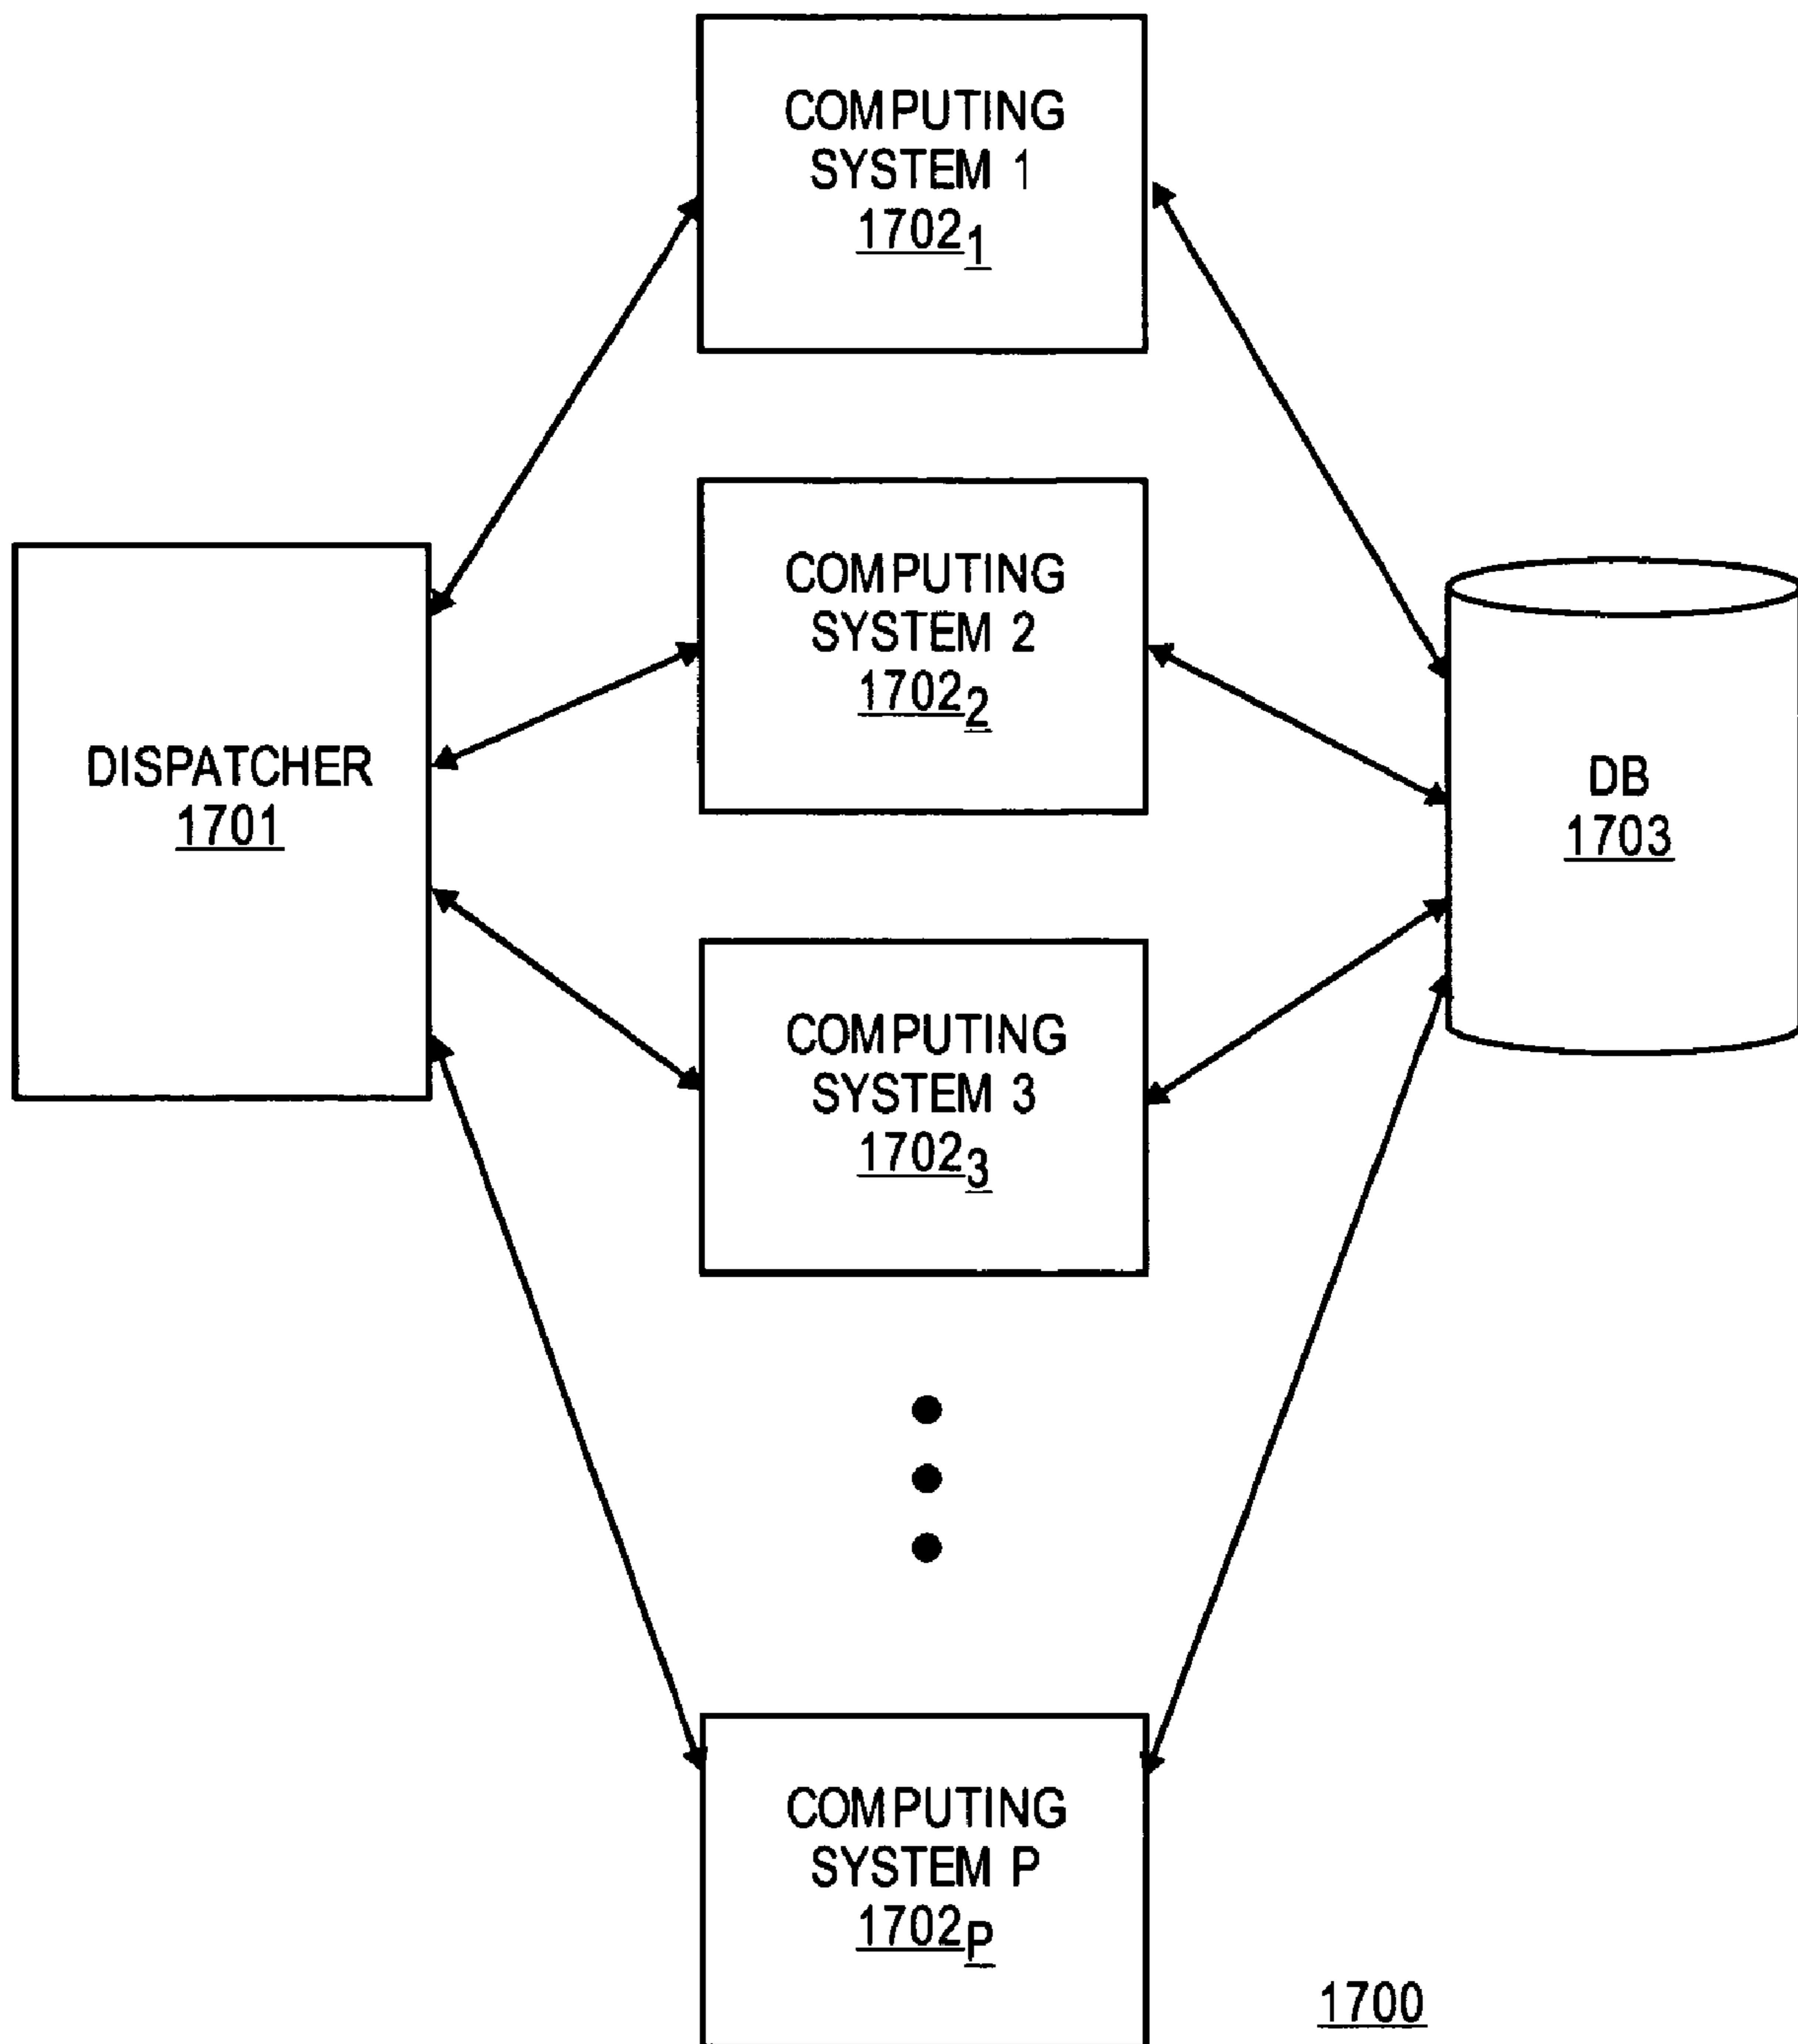 COMPUTING
SYSTEM 1
1702₁
COMPUTING
SYSTEM 2
1702₂
DISPATCHER
1701
DB
1703
COMPUTING
SYSTEM 3
1702₃
COMPUTING
SYSTEM P
1702P
1700